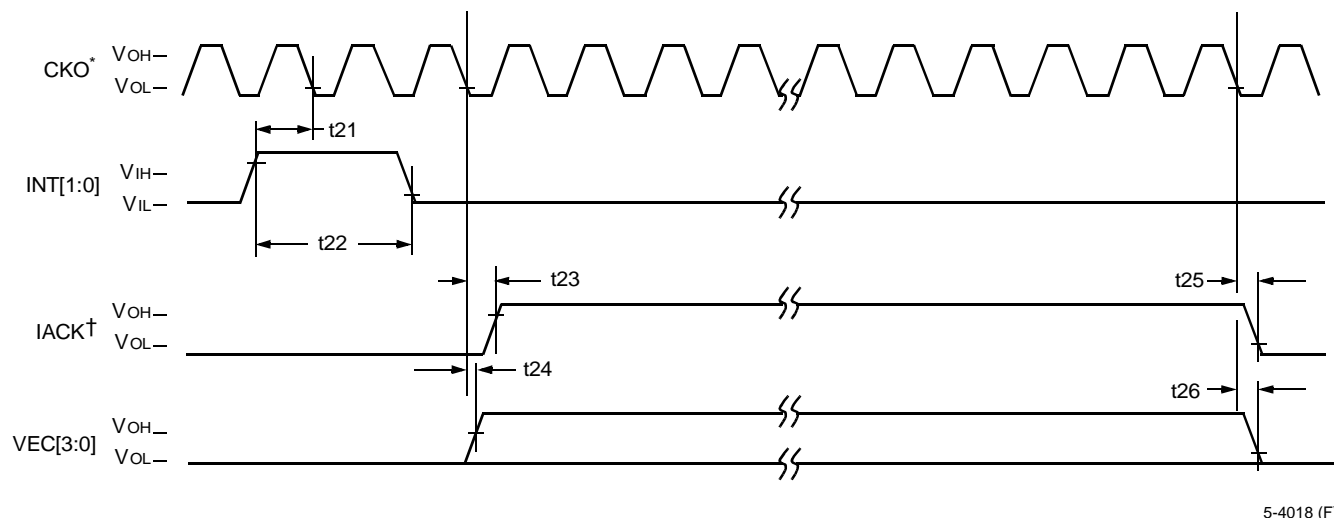 CKO*
VOH–
VOL–
t21
INT[1:0]
VIH–
VIL–
t22
t23
t25
IACK†
VOH–
VOL–
t24
t26
VEC[3:0]
VOH–
VOL–
5-4018 (F